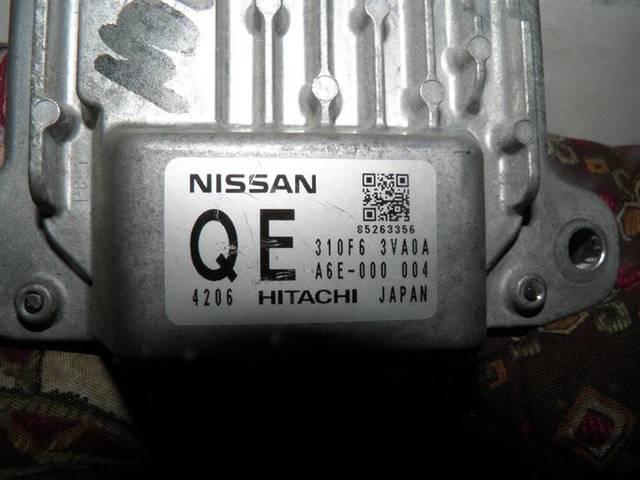 NISSAN
85263356
QE
310F6 3VA0A
A6E-000 004
4206 HITACHI JAPAN